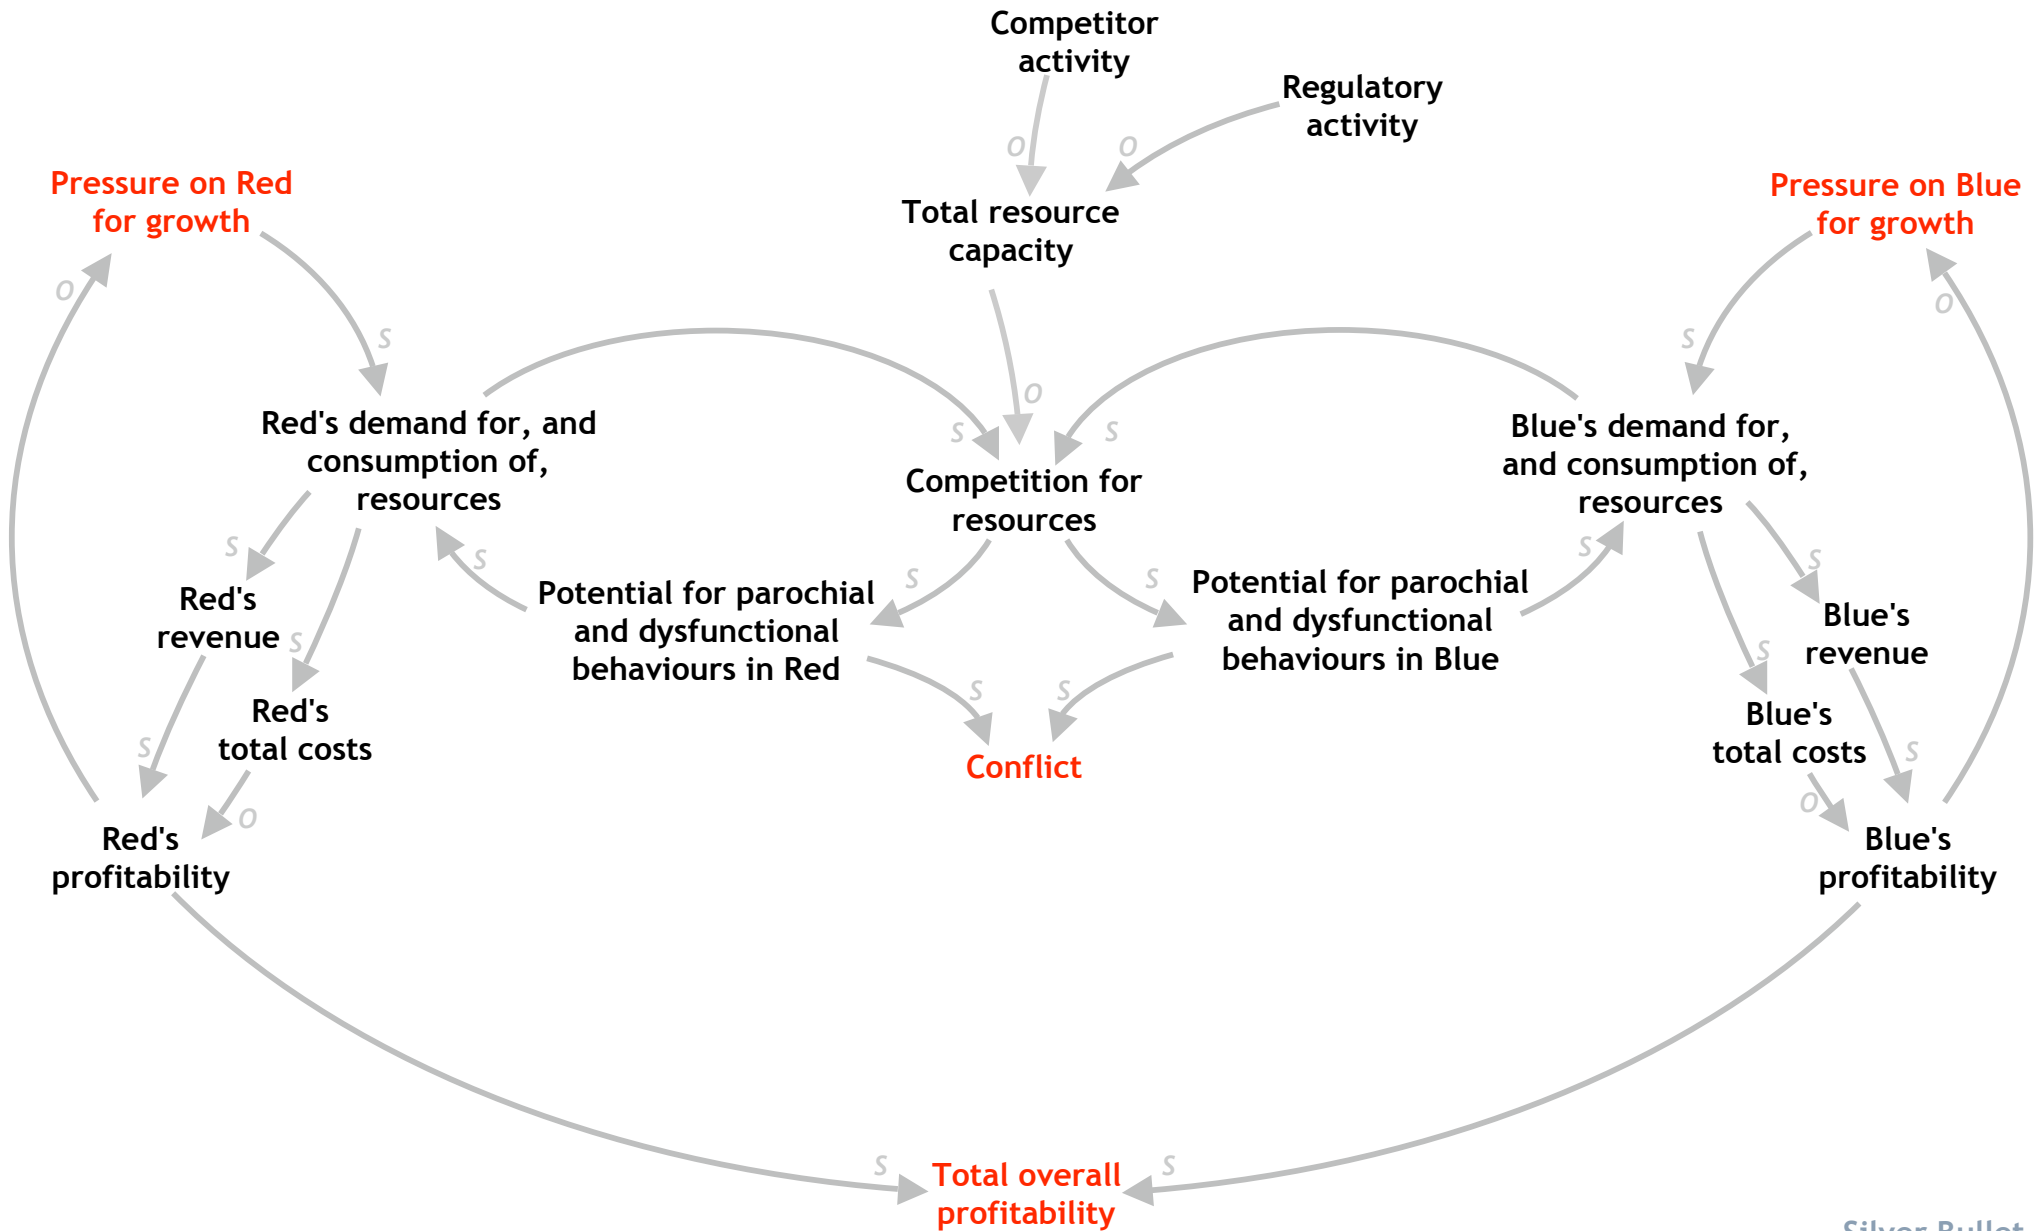 Competitor
activity
Regulatory
activity
O
O
Pressure on Red
for growth
Pressure on Blue
for growth
Total resource
capacity
O
O
S
S
O
S
S
Red's demand for, and
consumption of,
resources
Blue's demand for,
and consumption of,
resources
Competition for
resources
S
S
S
S
S
S
Red's
revenue
Potential for parochial
and dysfunctional
behaviours in Red
Potential for parochial
and dysfunctional
behaviours in Blue
Blue's
revenue
S
S
S
S
Red's
total costs
Blue's
total costs
Conflict
S
S
O
O
Red's
profitability
Blue's
profitability
S
S
Total overall
profitability
Silver Bullet